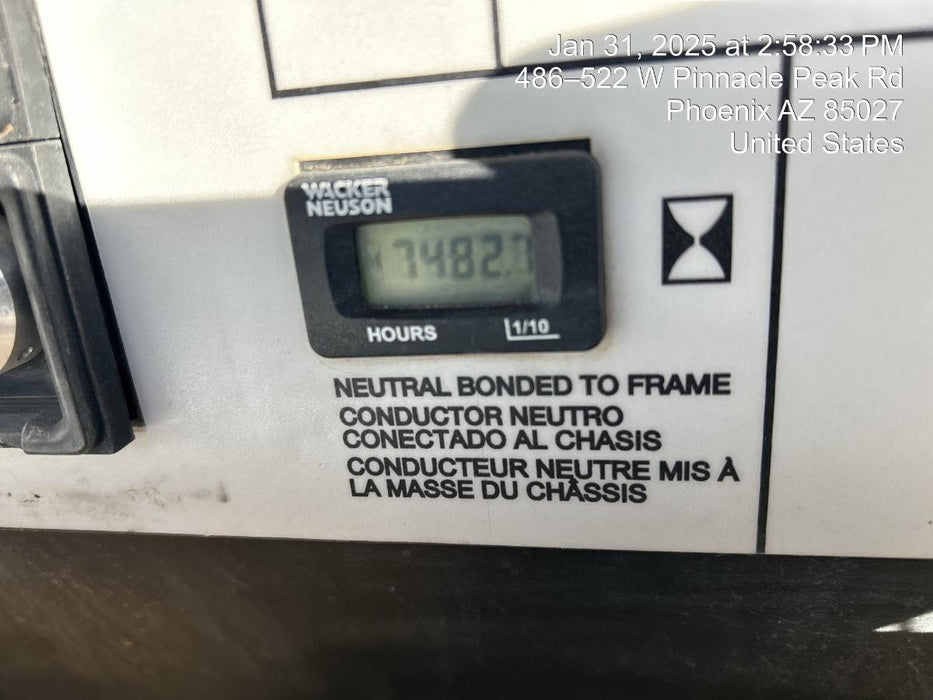 Jan 31, 2025 at 2:58:33 PM
486–522 W Pinnacle Peak Rd
Phoenix AZ 85027
United States
WACKER
NEUSON
7482.7
HOURS 1/10
NEUTRAL BONDED TO FRAME
CONDUCTOR NEUTRO
CONECTADO AL CHASIS
CONDUCTEUR NEUTRE MIS À
LA MASSE DU CHÂSSIS